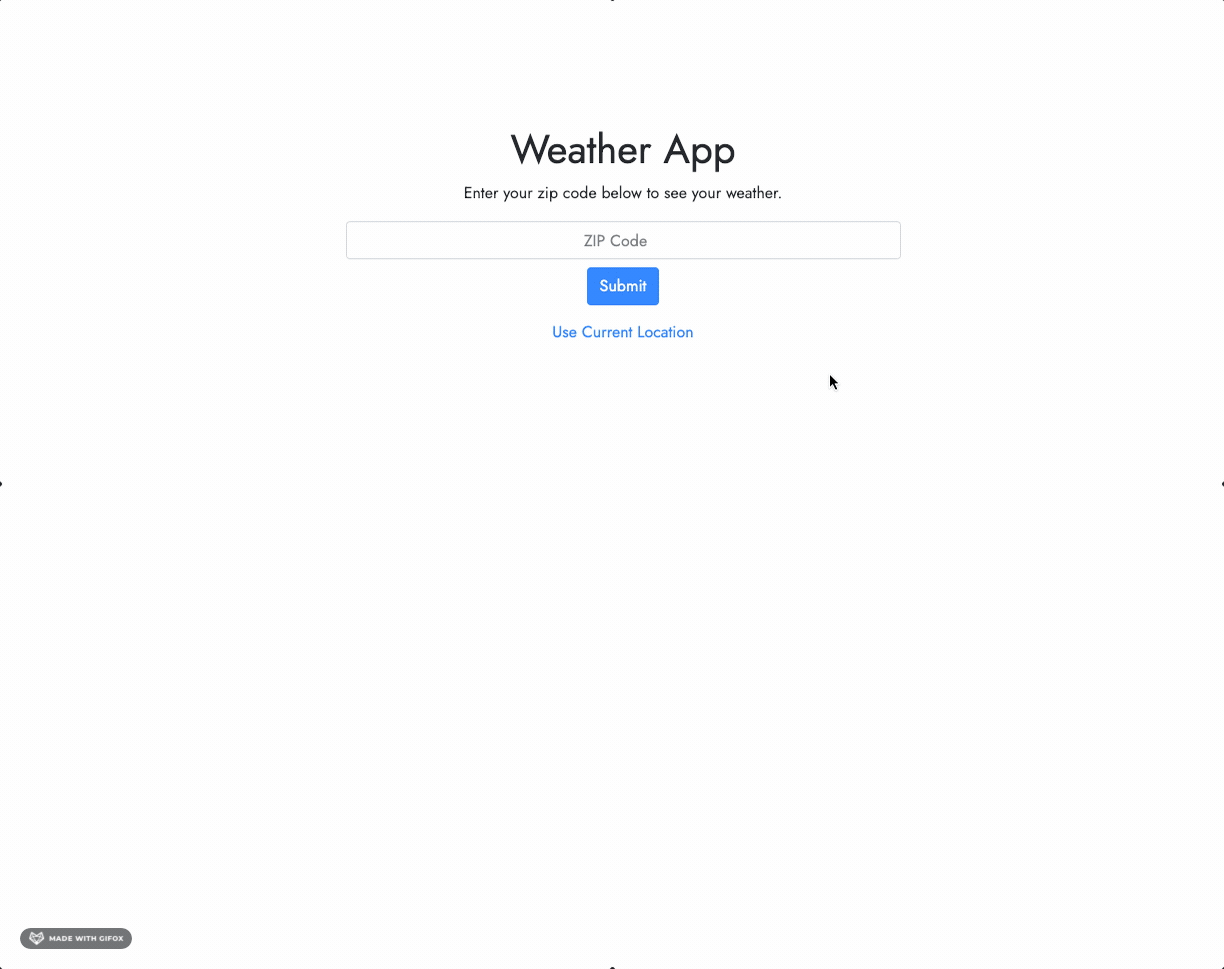 Weather App
Enter your zip code below to see your weather.
ZIP Code
Submit
Use Current Location
MADE WITH GIFOX